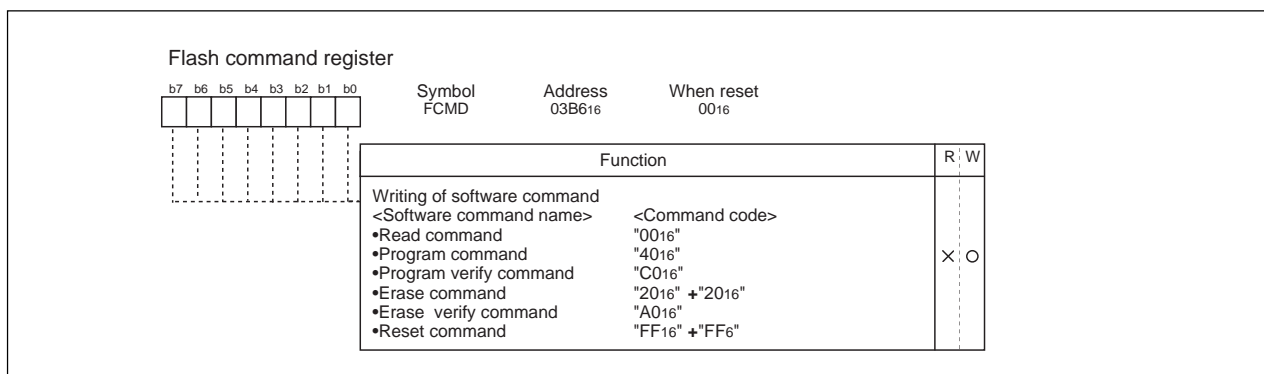 Flash command register
b7 b6 b5 b4 b3 b2 b1 b0
Symbol Address When reset
FCMD 03B616 0016
Function R W
Writing of software command
<Software command name> <Command code>
•Read command "0016"
•Program command "4016"
•Program verify command "C016"
•Erase command "2016" +"2016"
•Erase verify command "A016"
•Reset command "FF16" +"FF6"